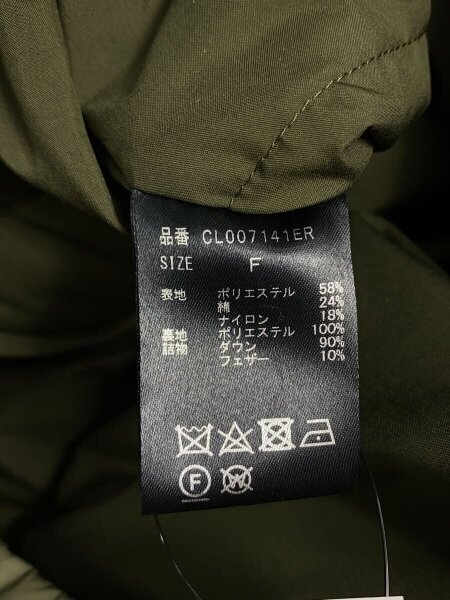 品番 CL007141ER
SIZE F
表地 ポリエステル 58%
綿 24%
ナイロン 18%
裏地 ポリエステル 100%
詰物 ダウン 90%
フェザー 10%
F
W